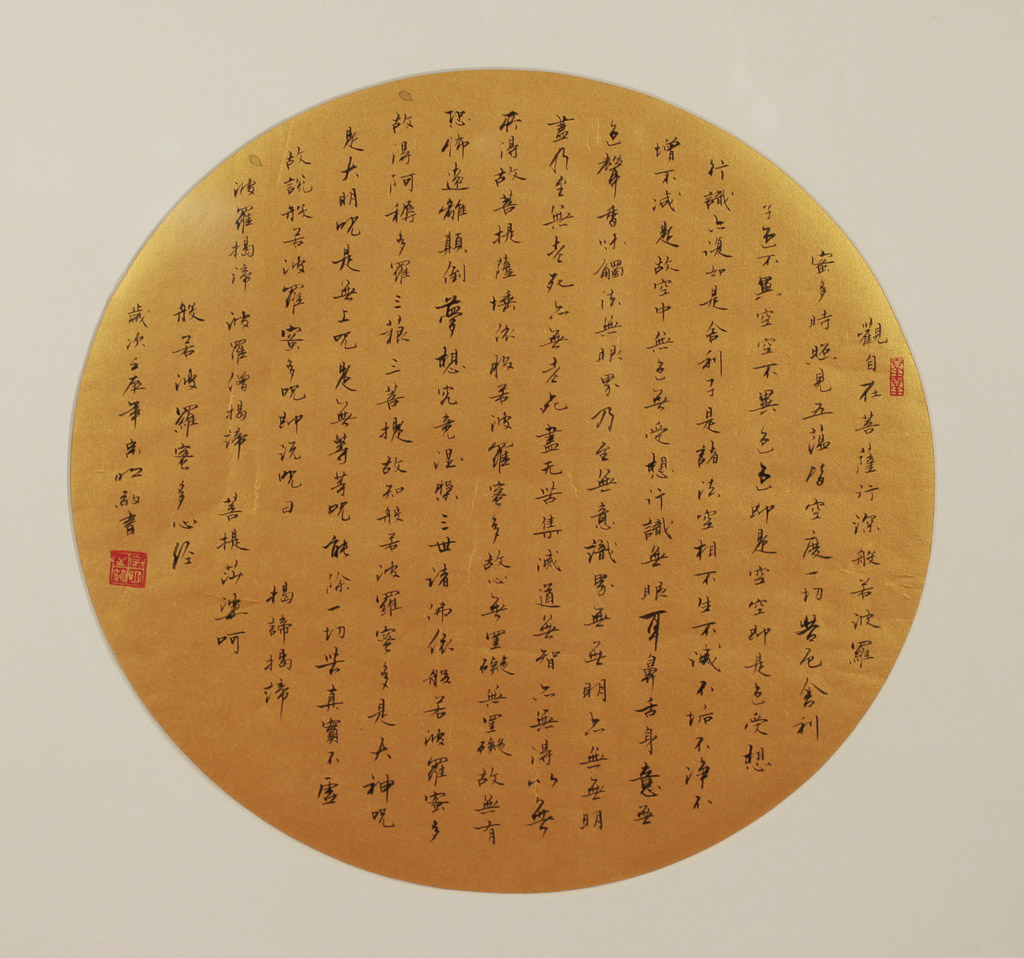 觀自在菩薩行深般若波羅
蜜多時照見五蘊皆空度一切苦厄舍利
子色不異空空不異色色即是空空即是色受想
行識亦復如是舍利子是諸法空相不生不滅不垢不淨不
增不减是故空中無色無受想行識無眼耳鼻舌身意無
色聲香味觸法無眼界乃至無意識界無無明亦無無明
盡乃至無老死亦無老死盡无苦集滅道無智亦無得以無
所得故菩提薩埵依般若波羅蜜多故心無罣礙無罣礙故無有
恐怖遠離顛倒夢想究竟涅槃三世諸佛依般若波羅蜜多
故得阿耨多羅三藐三菩提故知般若波羅蜜多是大神咒
是大明咒是無上咒是無等等咒能除一切苦真實不虛
故說般若波羅蜜多咒即说咒曰
揭諦揭諦
波羅揭諦 波羅僧揭諦 菩提莎婆呵
般若波羅蜜多心经
歲次壬辰年 敬書